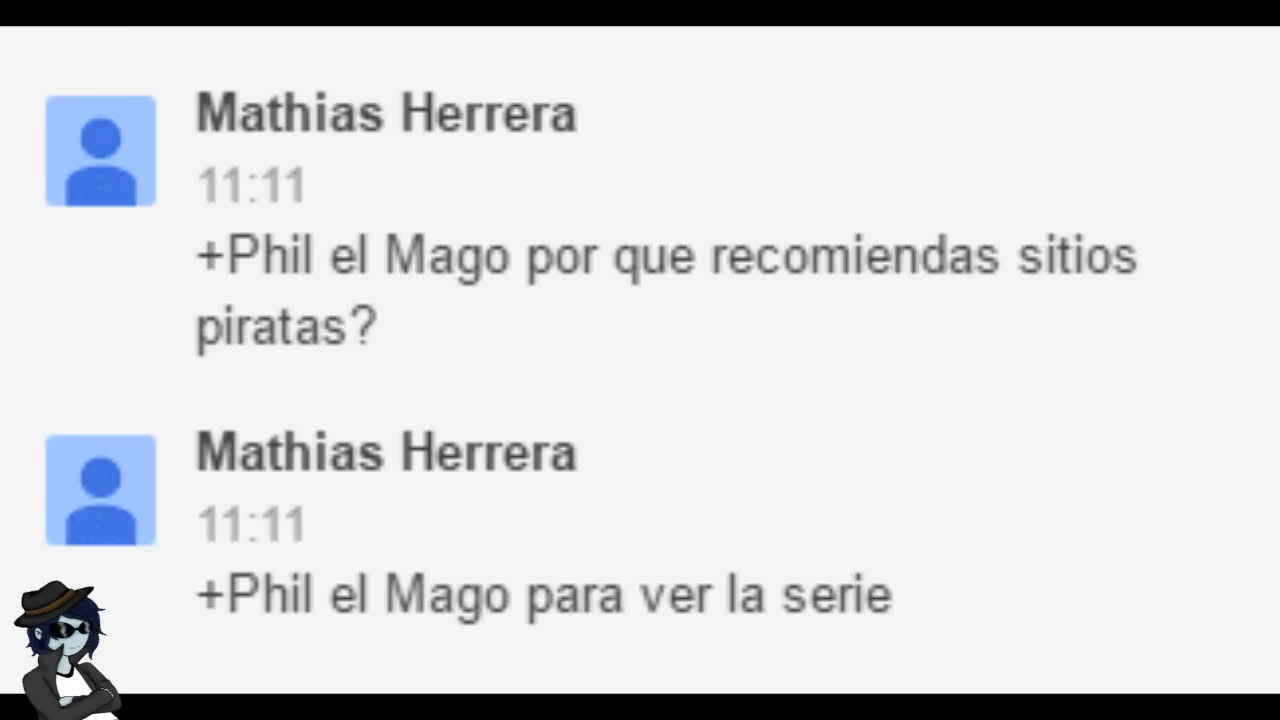 Mathias Herrera
11:11
+Phil el Mago por que recomiendas sitios
piratas?
Mathias Herrera
11:11
+Phil el Mago para ver la serie